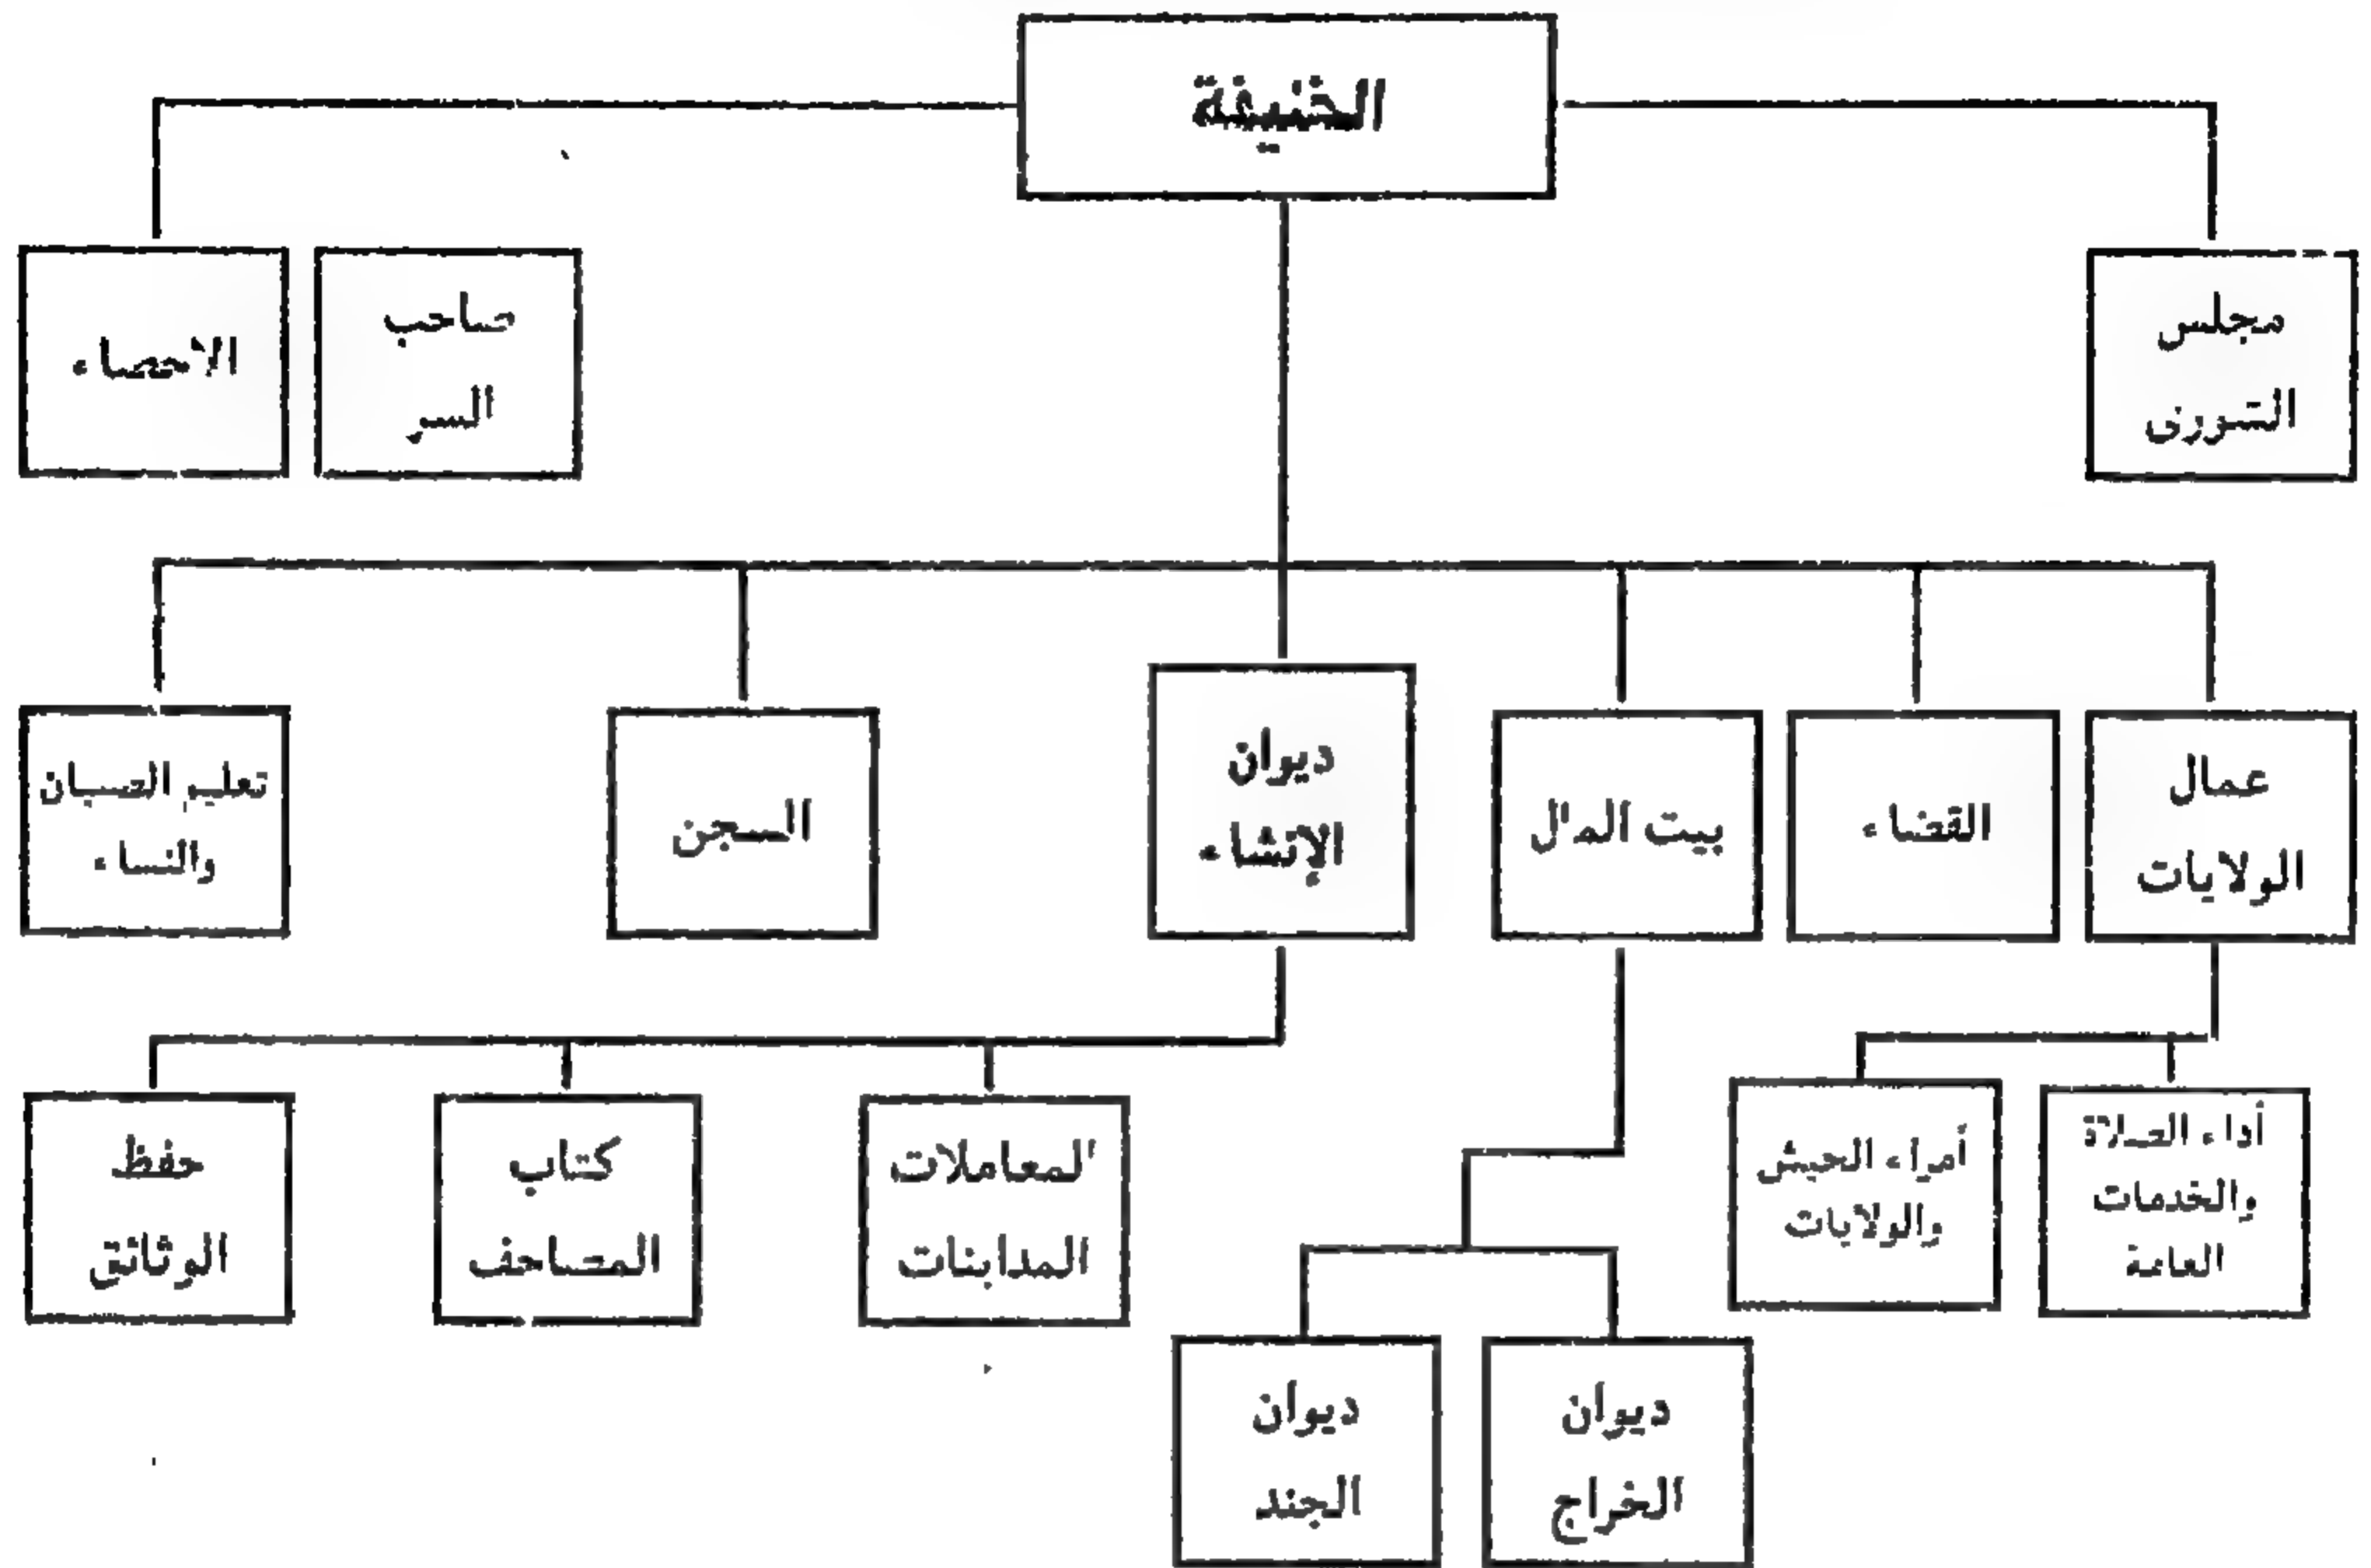 الخليفة
مجلس
الشورى
صاحب
السر
الاحصاء
عمال
الولايات
القضاء
بيت المال
ديوان
الإنشاء
السجن
تعليم الصبيان
والنساء
أداء الصلاة
والخدمات
العامة
أمراء الجيش
والولايات
المعاملات
المداينات
كتاب
المصاحف
حفظ
الوثائق
ديوان
الخراج
ديوان
الجند